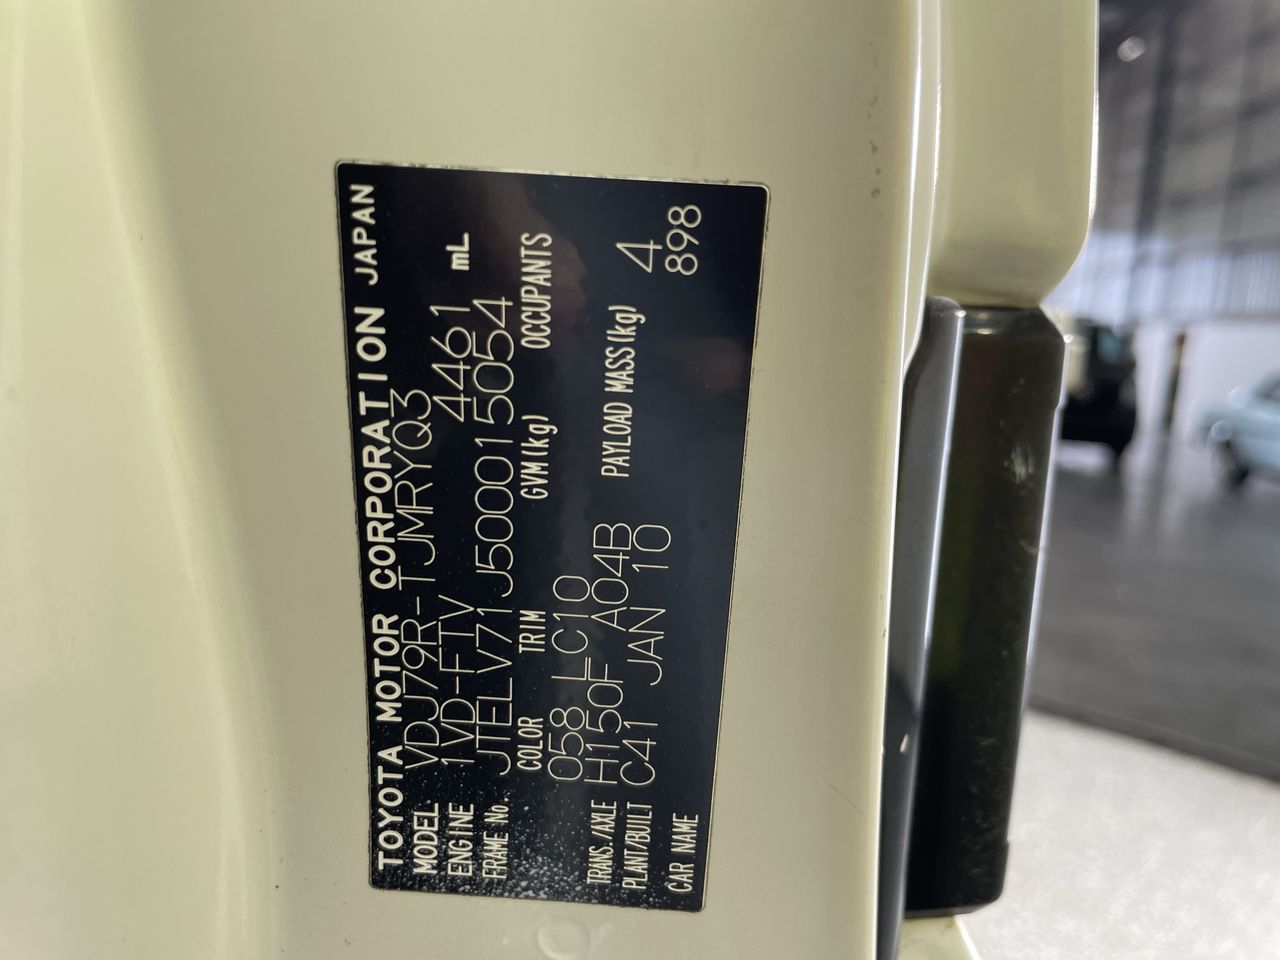 TOYOTA MOTOR CORPORATION JAPAN
MODEL VDJ79R-TJMRYQ3
ENGINE 1VD-FTV 4461 mL
FRAME No. JTELV71J500015054
COLOR TRIM GVM(kg) OCCUPANTS
058 LC10
TRANS./AXLE H150F A04B PAYLOAD MASS(kg) 4
PLANT/BUILT C41 JAN 10 898
CAR NAME